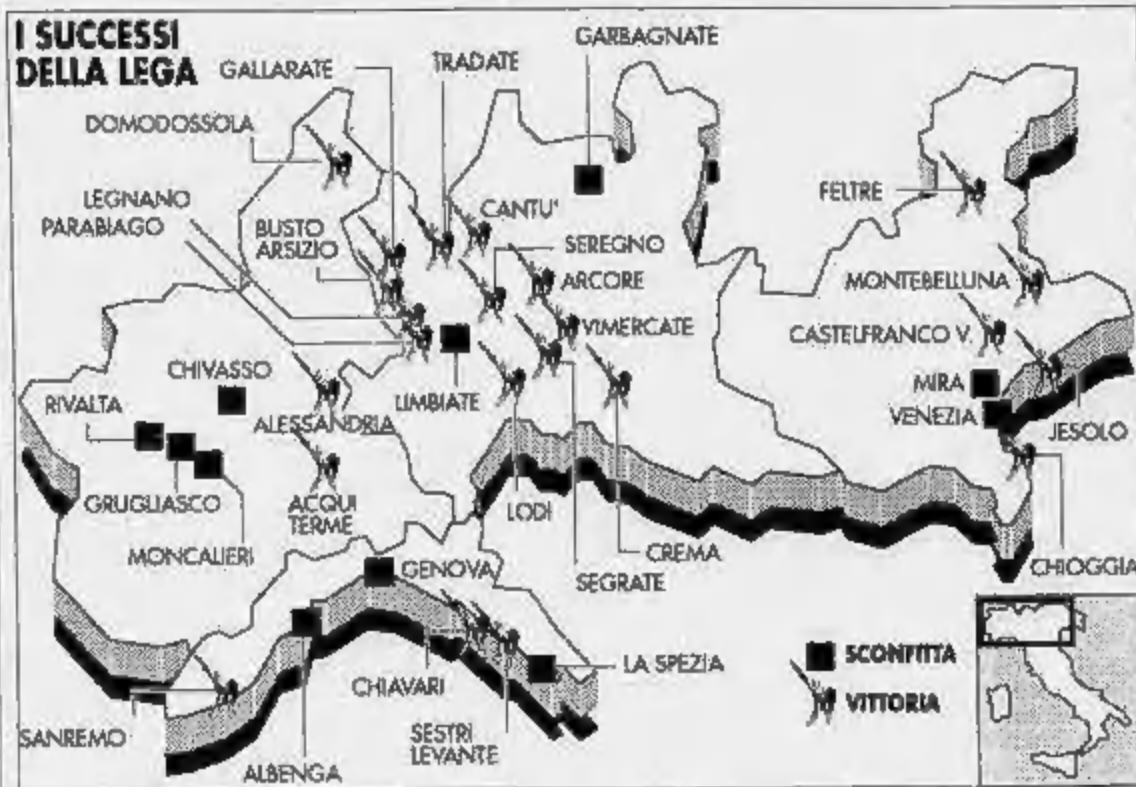 I SUCCESSI
DELLA LEGA
GARBAGNATE
TRADATE
GALLARATE
DOMODOSSOLA
LEGNANO
PARABIAGO
BUSTO
ARSIZIO
CANTU'
SEREGNO
ARCORE
VIMERCATE
FELTRE
MONTEBELLUNA
CASTELFRANCO V.
MIRA
VENEZIA
JESOLO
CHIVASSO
RIVALTA
ALESSANDRIA
LIMBIATE
GRUGLIASCO
ACQUI
TERME
LODI
MONCALIERI
CREMA
SEGRATE
CHIOGGIA
GENOVA
LA SPEZIA
CHIAVARI
SESTRI
LEVANTE
SANREMO
ALBENGA
SCONFITTA
VITTORIA